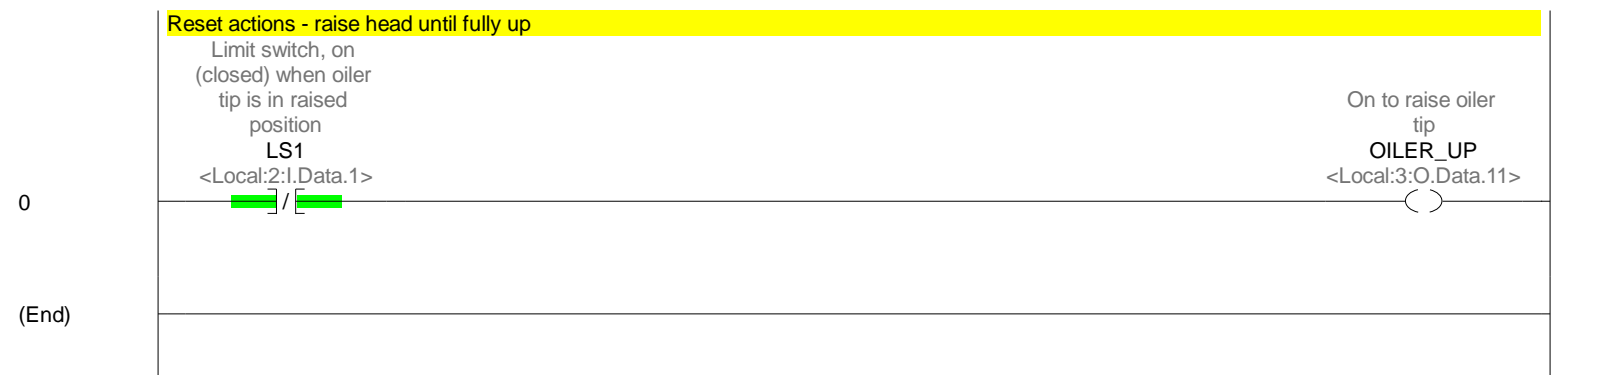 Reset actions - raise head until fully up
Limit switch, on
(closed) when oiler
tip is in raised
position
LS1
<Local:2:I.Data.1>
On to raise oiler
tip
OILER_UP
<Local:3:O.Data.11>
0
/
(End)